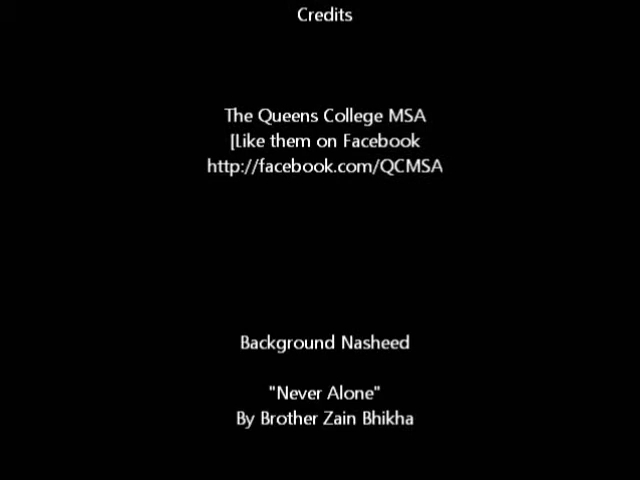 Credits
The Queens College MSA
[Like them on Facebook
http://facebook.com/QCMSA
Background Nasheed
"Never Alone"
By Brother Zain Bhikha